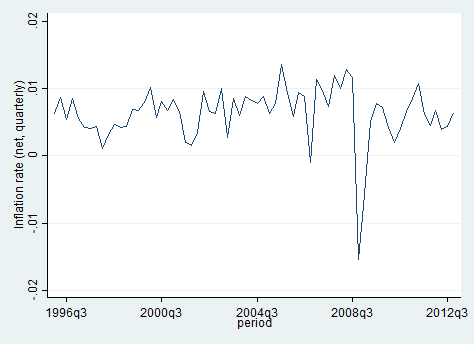 Inflation rate (net, quarterly)
.02
.01
0
-.01
-.02
1996q3 2000q3 2004q3 2008q3 2012q3
period